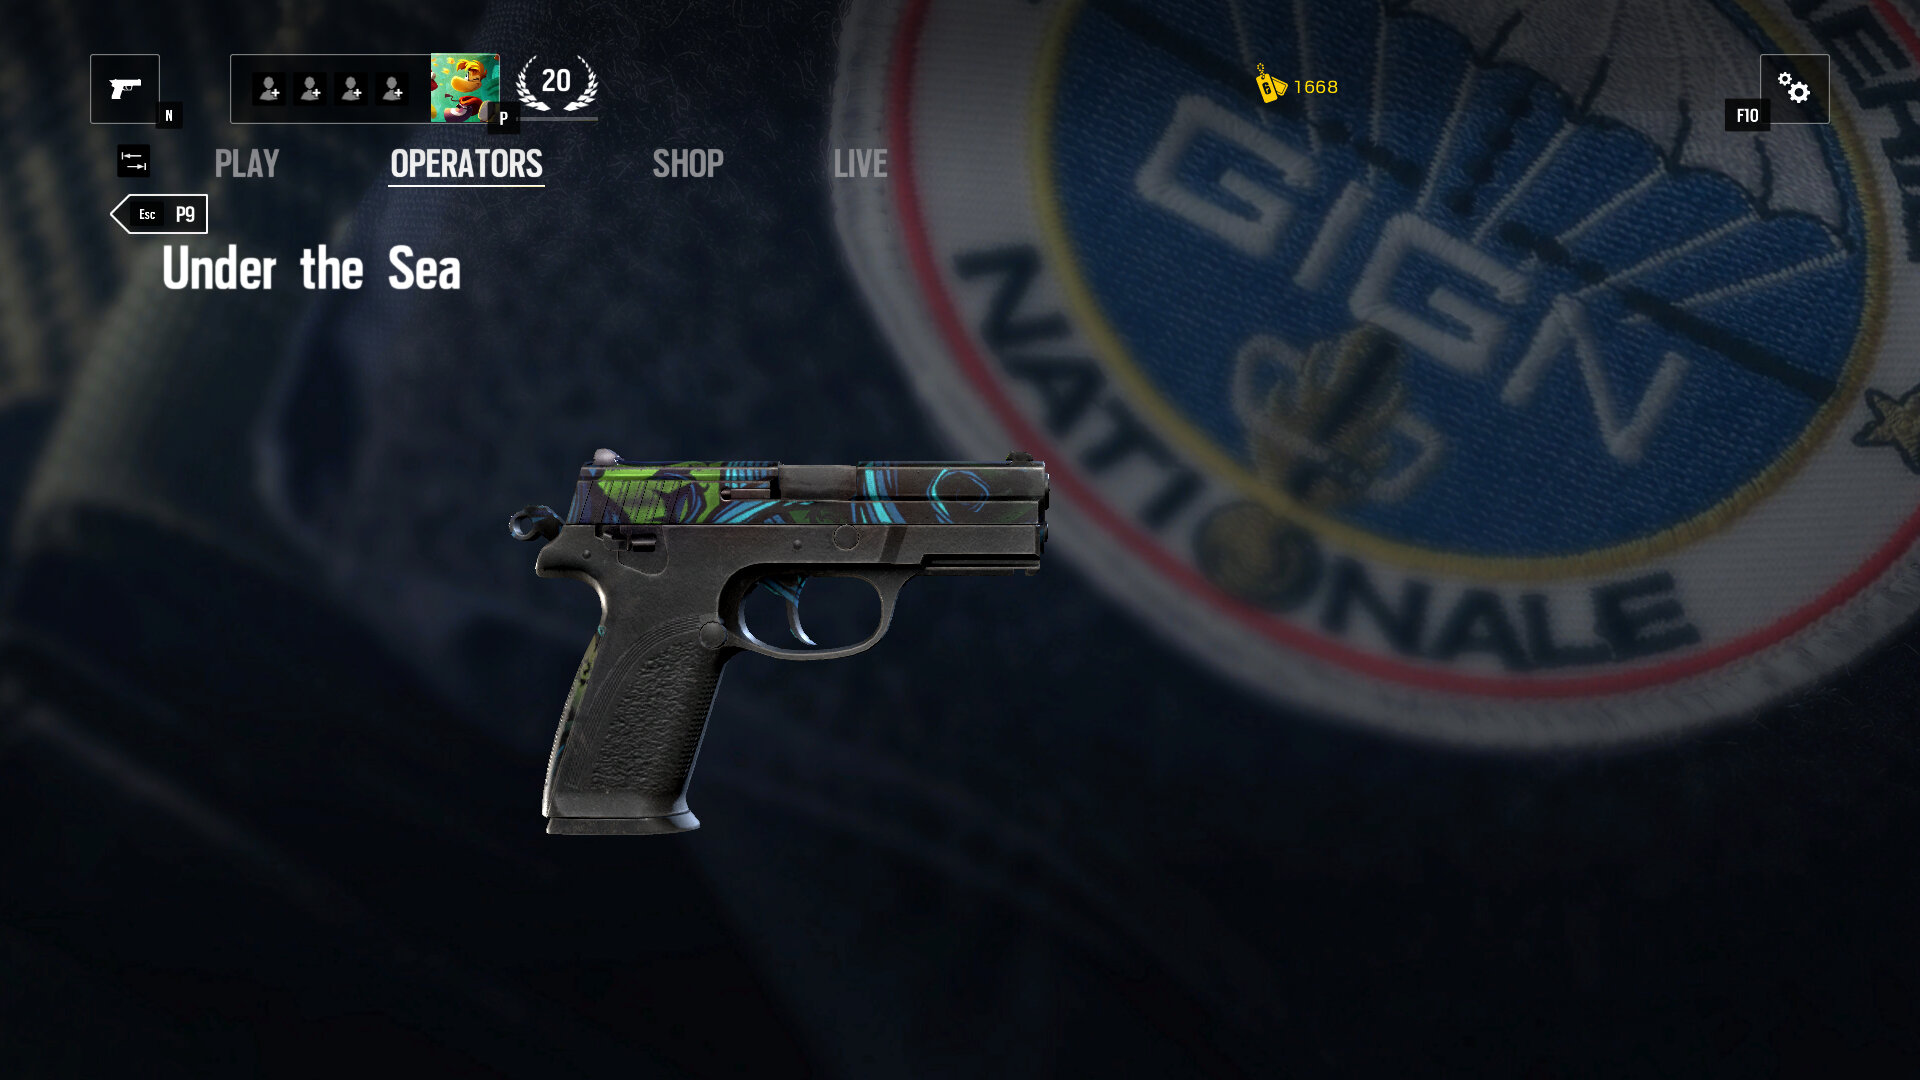 N
P
20
1668
F10
PLAY OPERATORS SHOP LIVE
Esc P9
Under the Sea
GIGN
NATIONALE